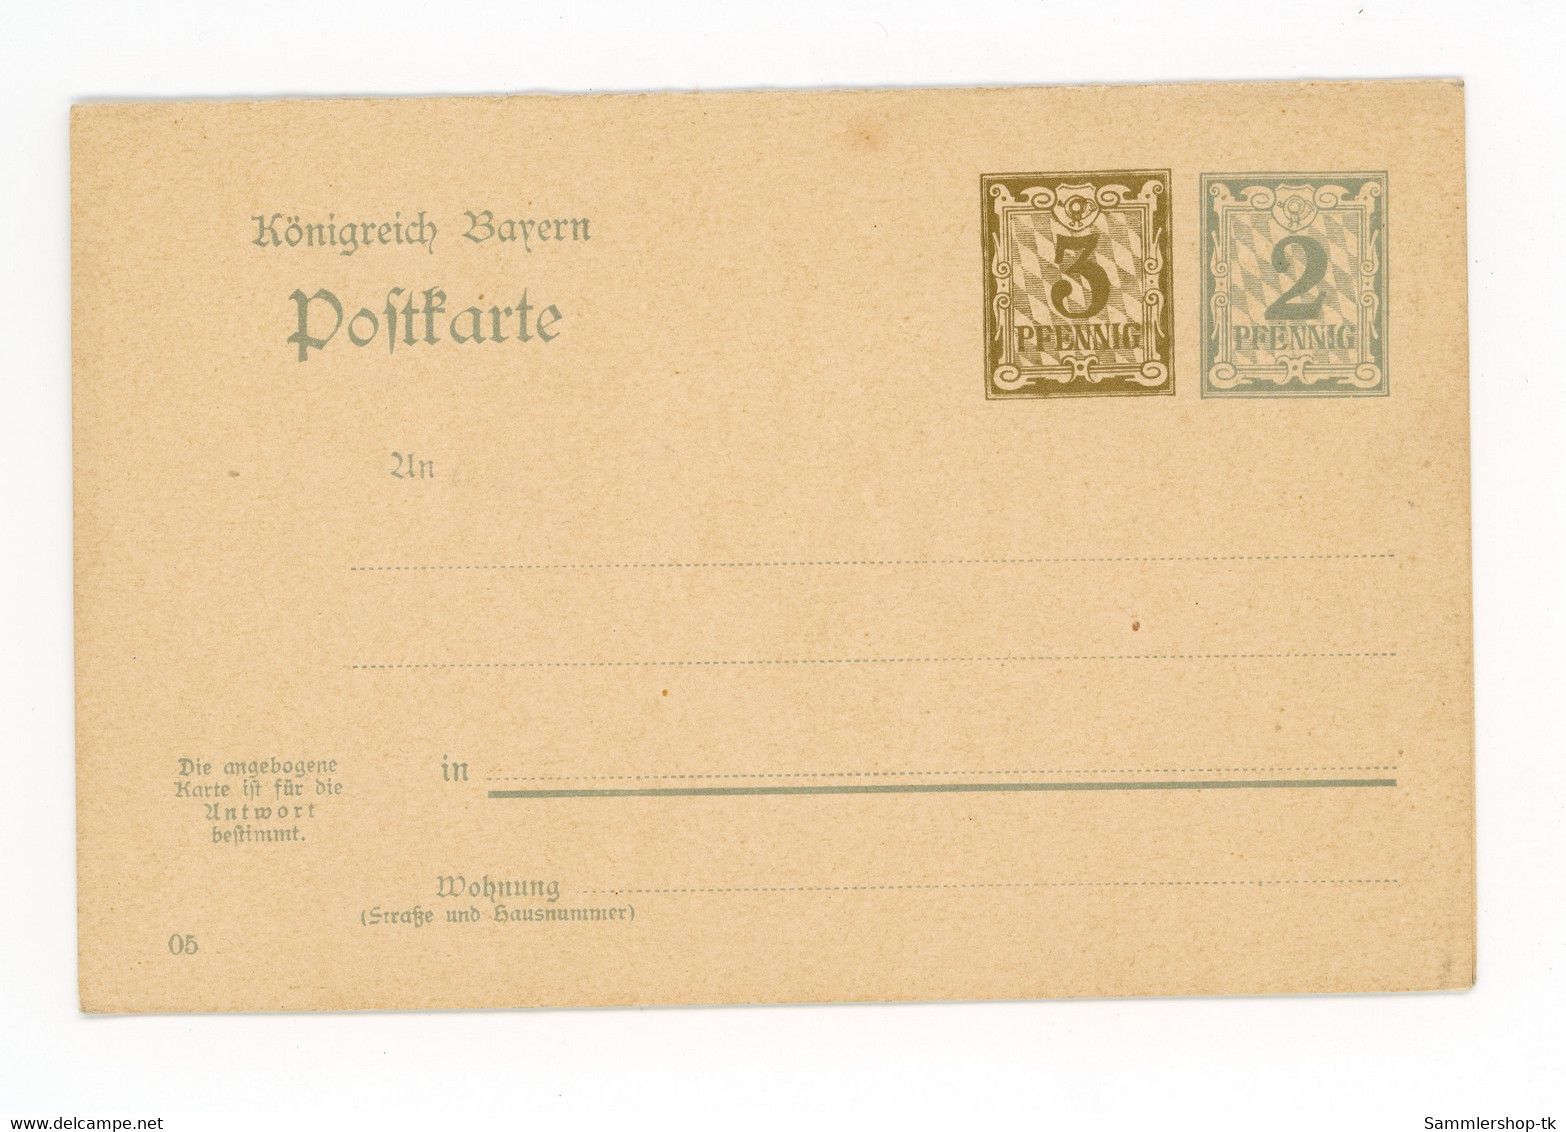 Königreich Bayern
Postkarte
3
PFENNIG
2
PFENNIG
An
Die angebogene
Karte ist für die
Antwort
bestimmt.
in
Wohnung
(Straße und Hausnummer)
05
www.delcampe.net
Sammlershop-tk